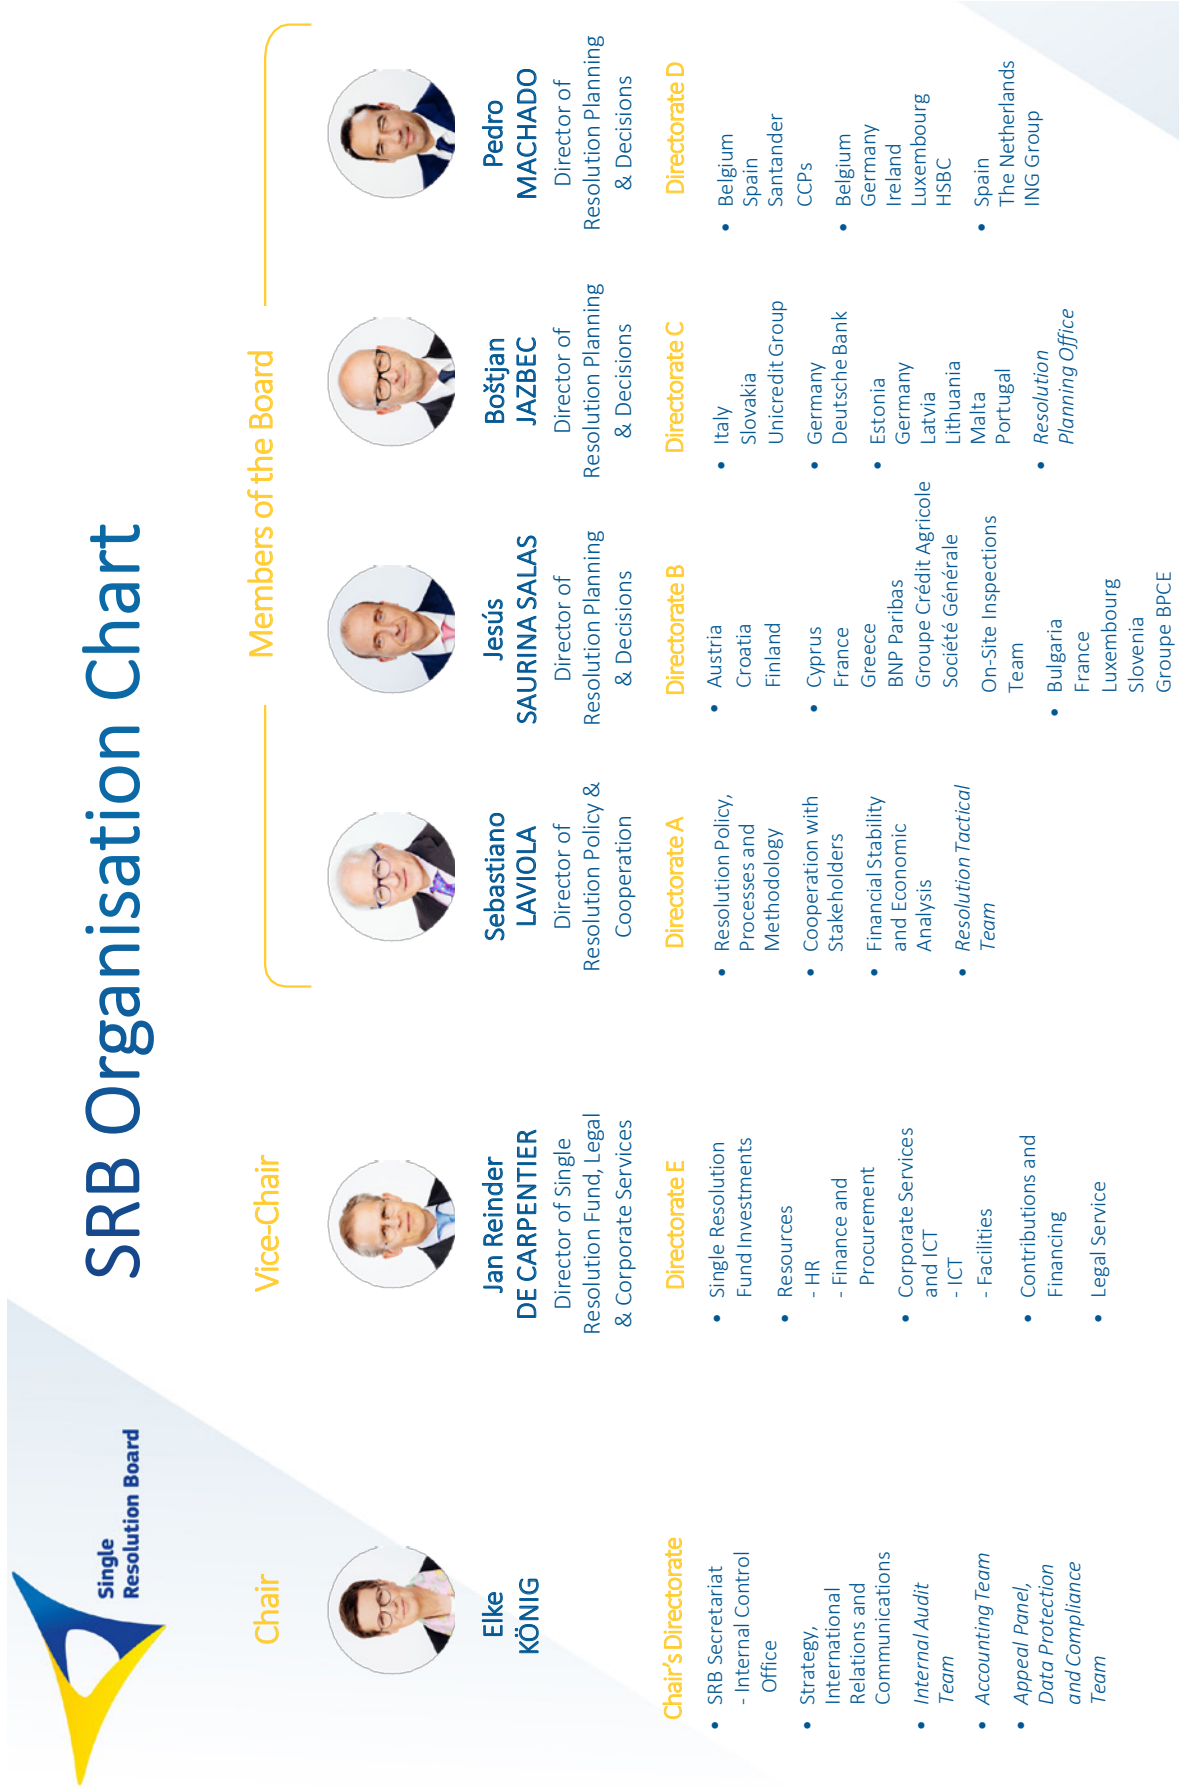 Single
Resolution Board
SRB Organisation Chart
Chair
Elke
KÖNIG
Chair's Directorate
• SRB Secretariat
- Internal Control
Office
• Strategy,
International
Relations and
Communications
• Internal Audit
Team
• Accounting Team
• Appeal Panel,
Data Protection
and Compliance
Team
Vice-Chair
Jan Reinder
DE CARPENTIER
Director of Single
Resolution Fund, Legal
& Corporate Services
Directorate E
• Single Resolution
Fund Investments
• Resources
- HR
- Finance and
Procurement
• Corporate Services
and ICT
- ICT
- Facilities
• Contributions and
Financing
• Legal Service
Members of the Board
Sebastiano
LAVIOLA
Director of
Resolution Policy &
Cooperation
Directorate A
• Resolution Policy,
Processes and
Methodology
• Cooperation with
Stakeholders
• Financial Stability
and Economic
Analysis
• Resolution Tactical
Team
Jesús
SAURINA SALAS
Director of
Resolution Planning
& Decisions
Directorate B
• Austria
Croatia
Finland
• Cyprus
France
Greece
BNP Paribas
Groupe Crédit Agricole
Société Générale
On-Site Inspections
Team
• Bulgaria
France
Luxembourg
Slovenia
Groupe BPCE
Boštjan
JAZBEC
Director of
Resolution Planning
& Decisions
Directorate C
• Italy
Slovakia
Unicredit Group
• Germany
Deutsche Bank
• Estonia
Germany
Latvia
Lithuania
Malta
Portugal
• Resolution
Planning Office
Pedro
MACHADO
Director of
Resolution Planning
& Decisions
Directorate D
• Belgium
Spain
Santander
CCPs
• Belgium
Germany
Ireland
Luxembourg
HSBC
• Spain
The Netherlands
ING Group